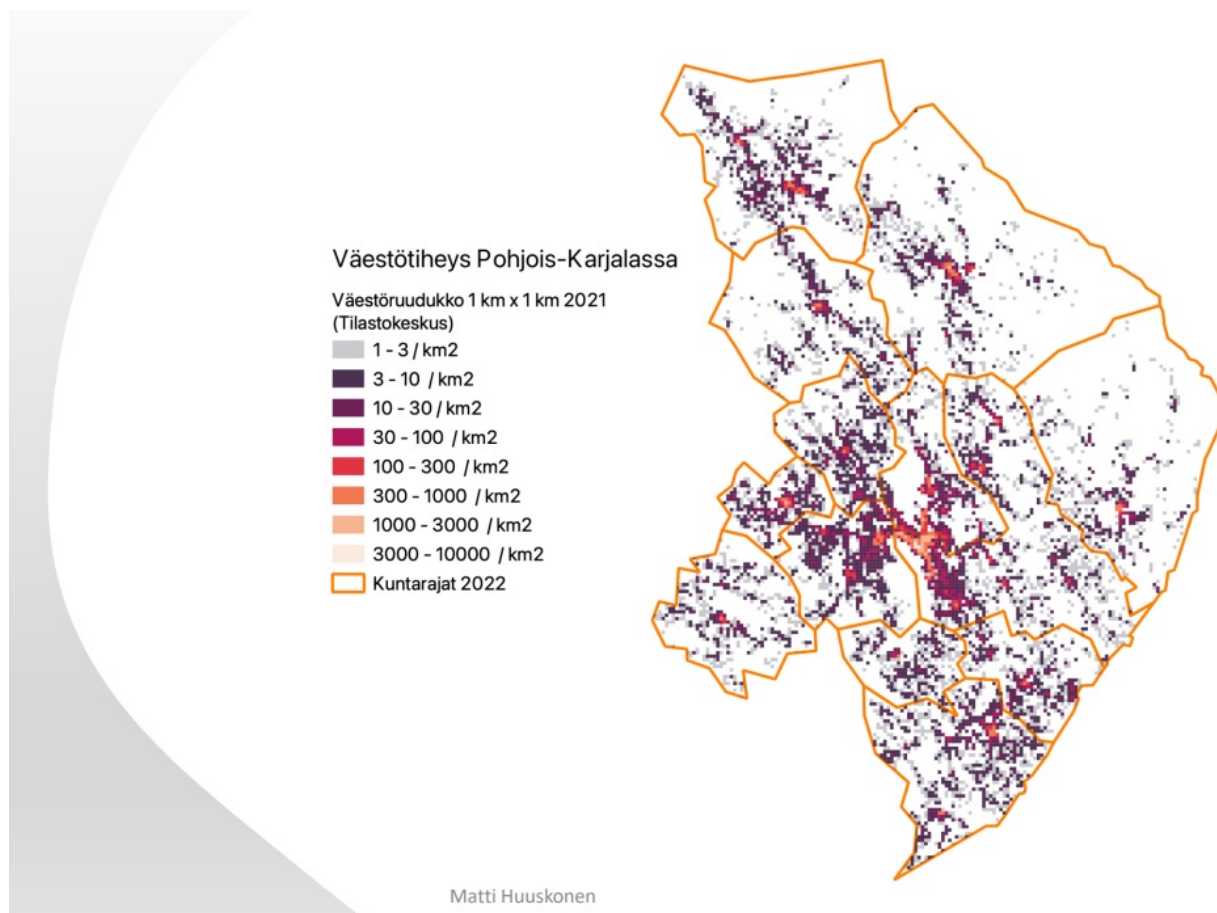 Väestötiheys Pohjois-Karjalassa
Väestöruudukko 1 km x 1 km 2021
(Tilastokeskus)
1 - 3 / km2
3 - 10 / km2
10 - 30 / km2
30 - 100 / km2
100 - 300 / km2
300 - 1000 / km2
1000 - 3000 / km2
3000 - 10000 / km2
Kuntarajat 2022
Matti Huuskonen